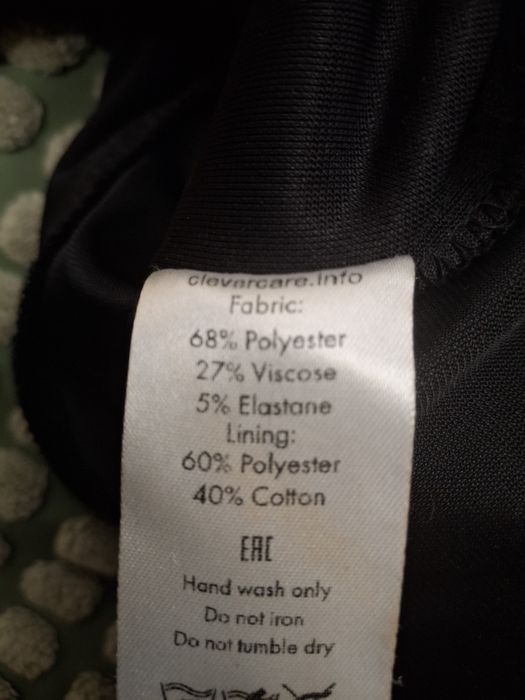 clevercare.info
Fabric:
68% Polyester
27% Viscose
5% Elastane
Lining:
60% Polyester
40% Cotton
EAC
Hand wash only
Do not iron
Do not tumble dry